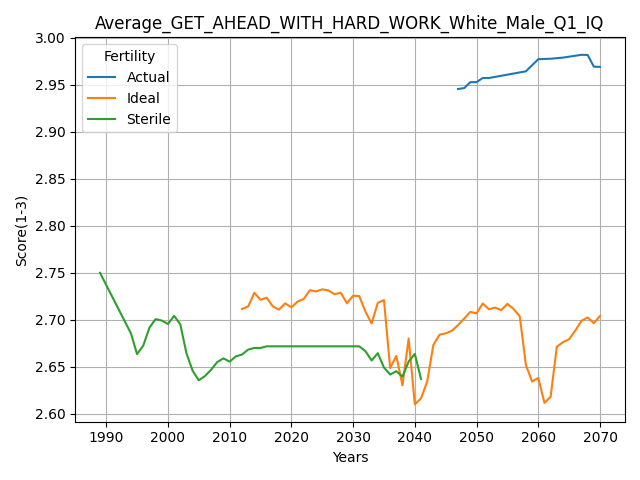 Average_GET_AHEAD_WITH_HARD_WORK_White_Male_Q1_IQ
Fertility
Actual
Ideal
Sterile
Score(1-3)
3.00
2.95
2.90
2.85
2.80
2.75
2.70
2.65
2.60
1990 2000 2010 2020 2030 2040 2050 2060 2070
Years